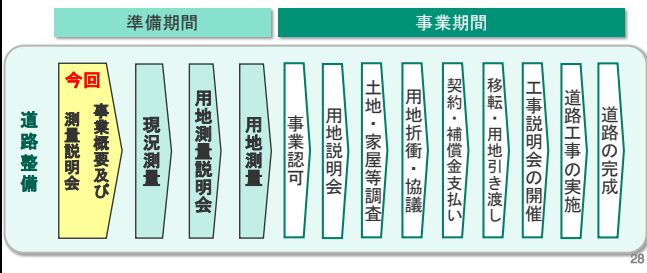 準備期間
事業期間
道路整備
今回
事業概要及び
測量説明会
現況測量
用地測量説明会
用地測量
事業認可
用地説明会
土地・家屋等調査
用地折衝・協議
契約・補償金支払い
移転・用地引き渡し
工事説明会の開催
道路工事の実施
道路の完成
28